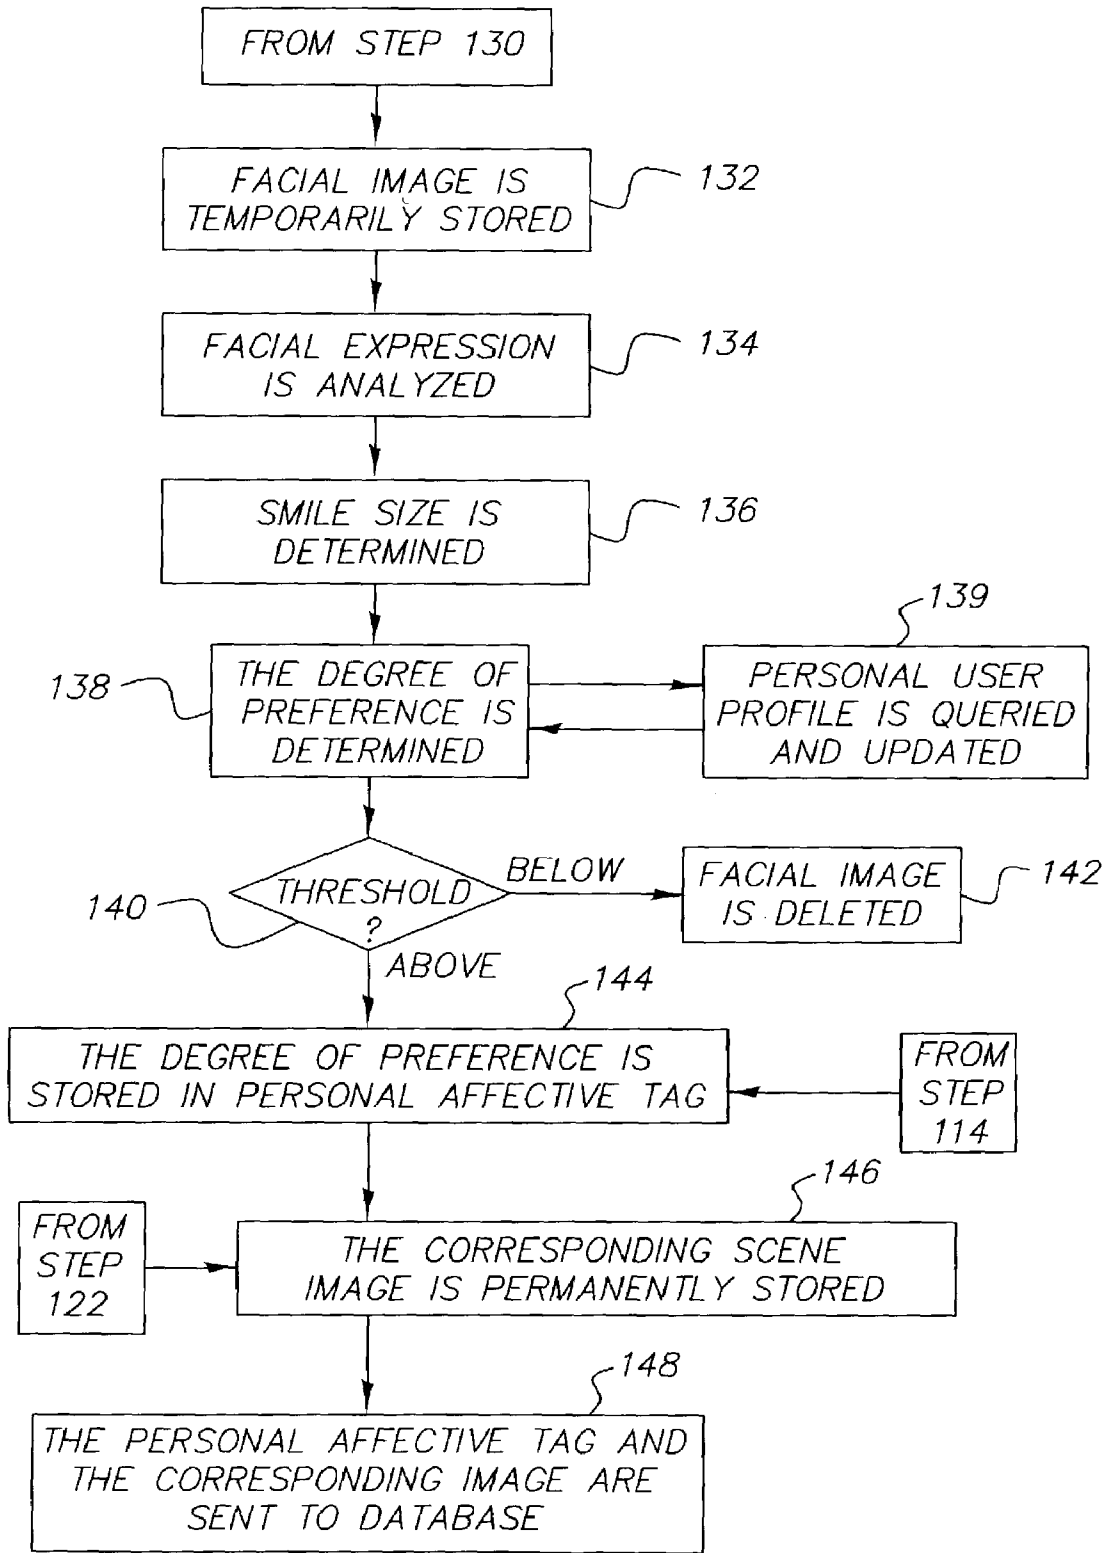 FROM STEP 130
FACIAL IMAGE IS
TEMPORARILY STORED
132
FACIAL EXPRESSION
IS ANALYZED
134
SMILE SIZE IS
DETERMINED
136
138
THE DEGREE OF
PREFERENCE IS
DETERMINED
139
PERSONAL USER
PROFILE IS QUERIED
AND UPDATED
THRESHOLD
?
140
BELOW
FACIAL IMAGE
IS DELETED
142
ABOVE
144
THE DEGREE OF PREFERENCE IS
STORED IN PERSONAL AFFECTIVE TAG
FROM
STEP
114
146
FROM
STEP
122
THE CORRESPONDING SCENE
IMAGE IS PERMANENTLY STORED
148
THE PERSONAL AFFECTIVE TAG AND
THE CORRESPONDING IMAGE ARE
SENT TO DATABASE